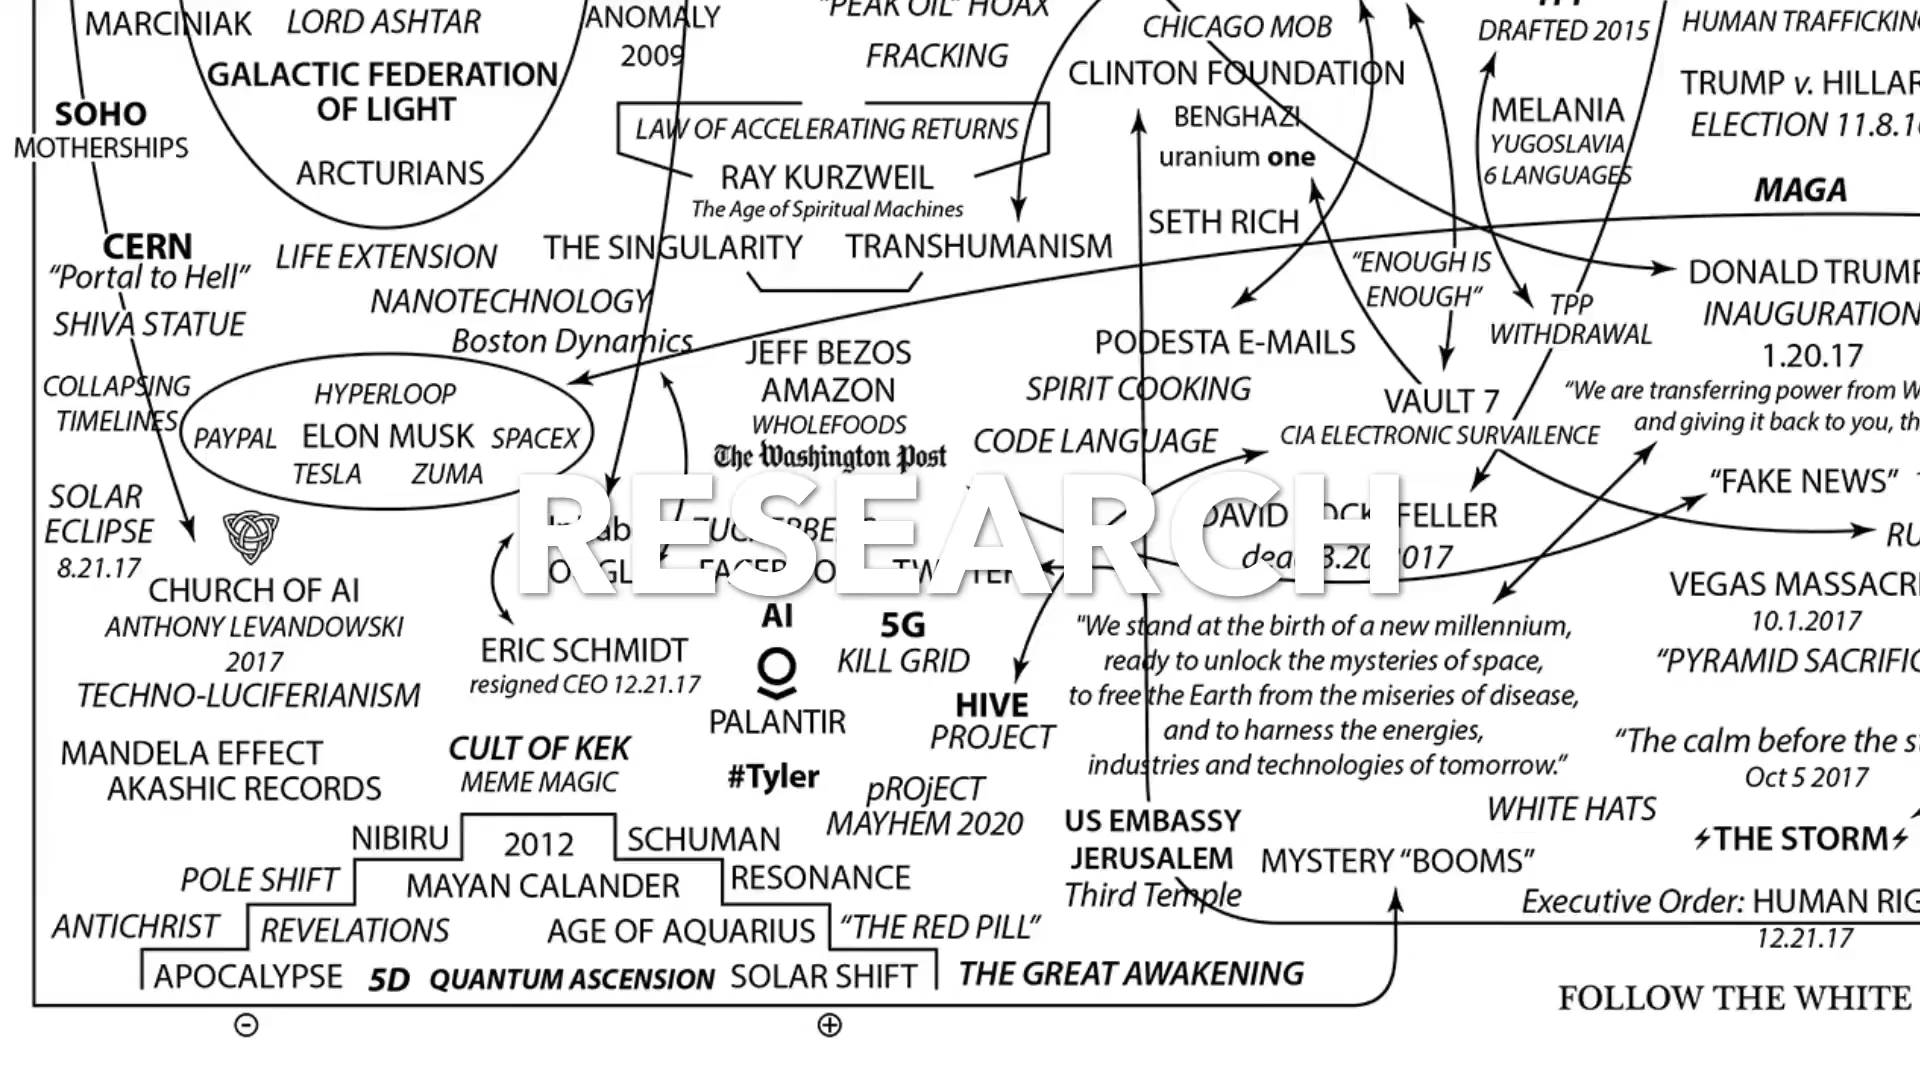 MARCINIAK
LORD ASHTAR
ANOMALY
2009
"PEAK OIL" HOAX
FRACKING
CHICAGO MOB
DRAFTED 2015
HUMAN TRAFFICKING
GALACTIC FEDERATION
OF LIGHT
ARCTURIANS
SOHO
MOTHERSHIPS
LAW OF ACCELERATING RETURNS
RAY KURZWEIL
The Age of Spiritual Machines
THE SINGULARITY
TRANSHUMANISM
CLINTON FOUNDATION
BENGHAZI
uranium one
SETH RICH
MELANIA
YUGOSLAVIA
6 LANGUAGES
TRUMP v. HILLAR
ELECTION 11.8.1
MAGA
CERN
"Portal to Hell"
SHIVA STATUE
LIFE EXTENSION
NANOTECHNOLOGY
Boston Dynamics
"ENOUGH IS
ENOUGH"
TPP
WITHDRAWAL
DONALD TRUMP
INAUGURATION
1.20.17
"We are transferring power from W
and giving it back to you, th
COLLAPSING
TIMELINES
HYPERLOOP
PAYPAL ELON MUSK SPACEX
TESLA ZUMA
JEFF BEZOS
AMAZON
WHOLEFOODS
The Washington Post
PODESTA E-MAILS
SPIRIT COOKING
CODE LANGUAGE
VAULT 7
CIA ELECTRONIC SURVAILENCE
"FAKE NEWS"
SOLAR
ECLIPSE
8.21.17
RESEARCH
DAVID
2017
RU
CHURCH OF AI
ANTHONY LEVANDOWSKI
2017
TECHNO-LUCIFERIANISM
ERIC SCHMIDT
resigned CEO 12.21.17
AI
PALANTIR
#Tyler
5G
KILL GRID
HIVE
PROJECT
pROjECT
MAYHEM 2020
"We stand at the birth of a new millennium,
ready to unlock the mysteries of space,
to free the Earth from the miseries of disease,
and to harness the energies,
industries and technologies of tomorrow."
VEGAS MASSACR
10.1.2017
"PYRAMID SACRIFIC
"The calm before the s
Oct 5 2017
WHITE HATS
⚡THE STORM⚡
MANDELA EFFECT
AKASHIC RECORDS
CULT OF KEK
MEME MAGIC
NIBIRU
2012
SCHUMAN
RESONANCE
POLE SHIFT
MAYAN CALANDER
ANTICHRIST
REVELATIONS
AGE OF AQUARIUS
"THE RED PILL"
APOCALYPSE 5D QUANTUM ASCENSION SOLAR SHIFT
THE GREAT AWAKENING
US EMBASSY
JERUSALEM
Third Temple
MYSTERY "BOOMS"
Executive Order: HUMAN RIG
12.21.17
FOLLOW THE WHITE